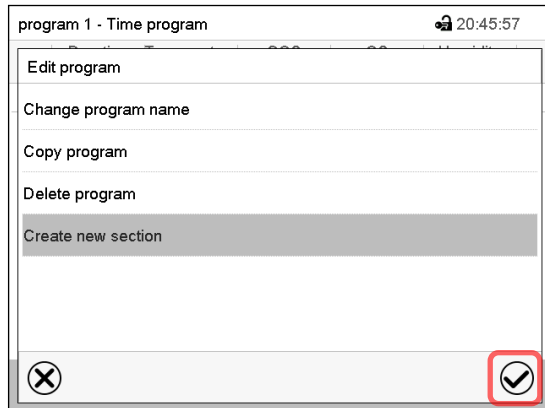 program 1 - Time program 20:45:57
Edit program
Change program name
Copy program
Delete program
Create new section